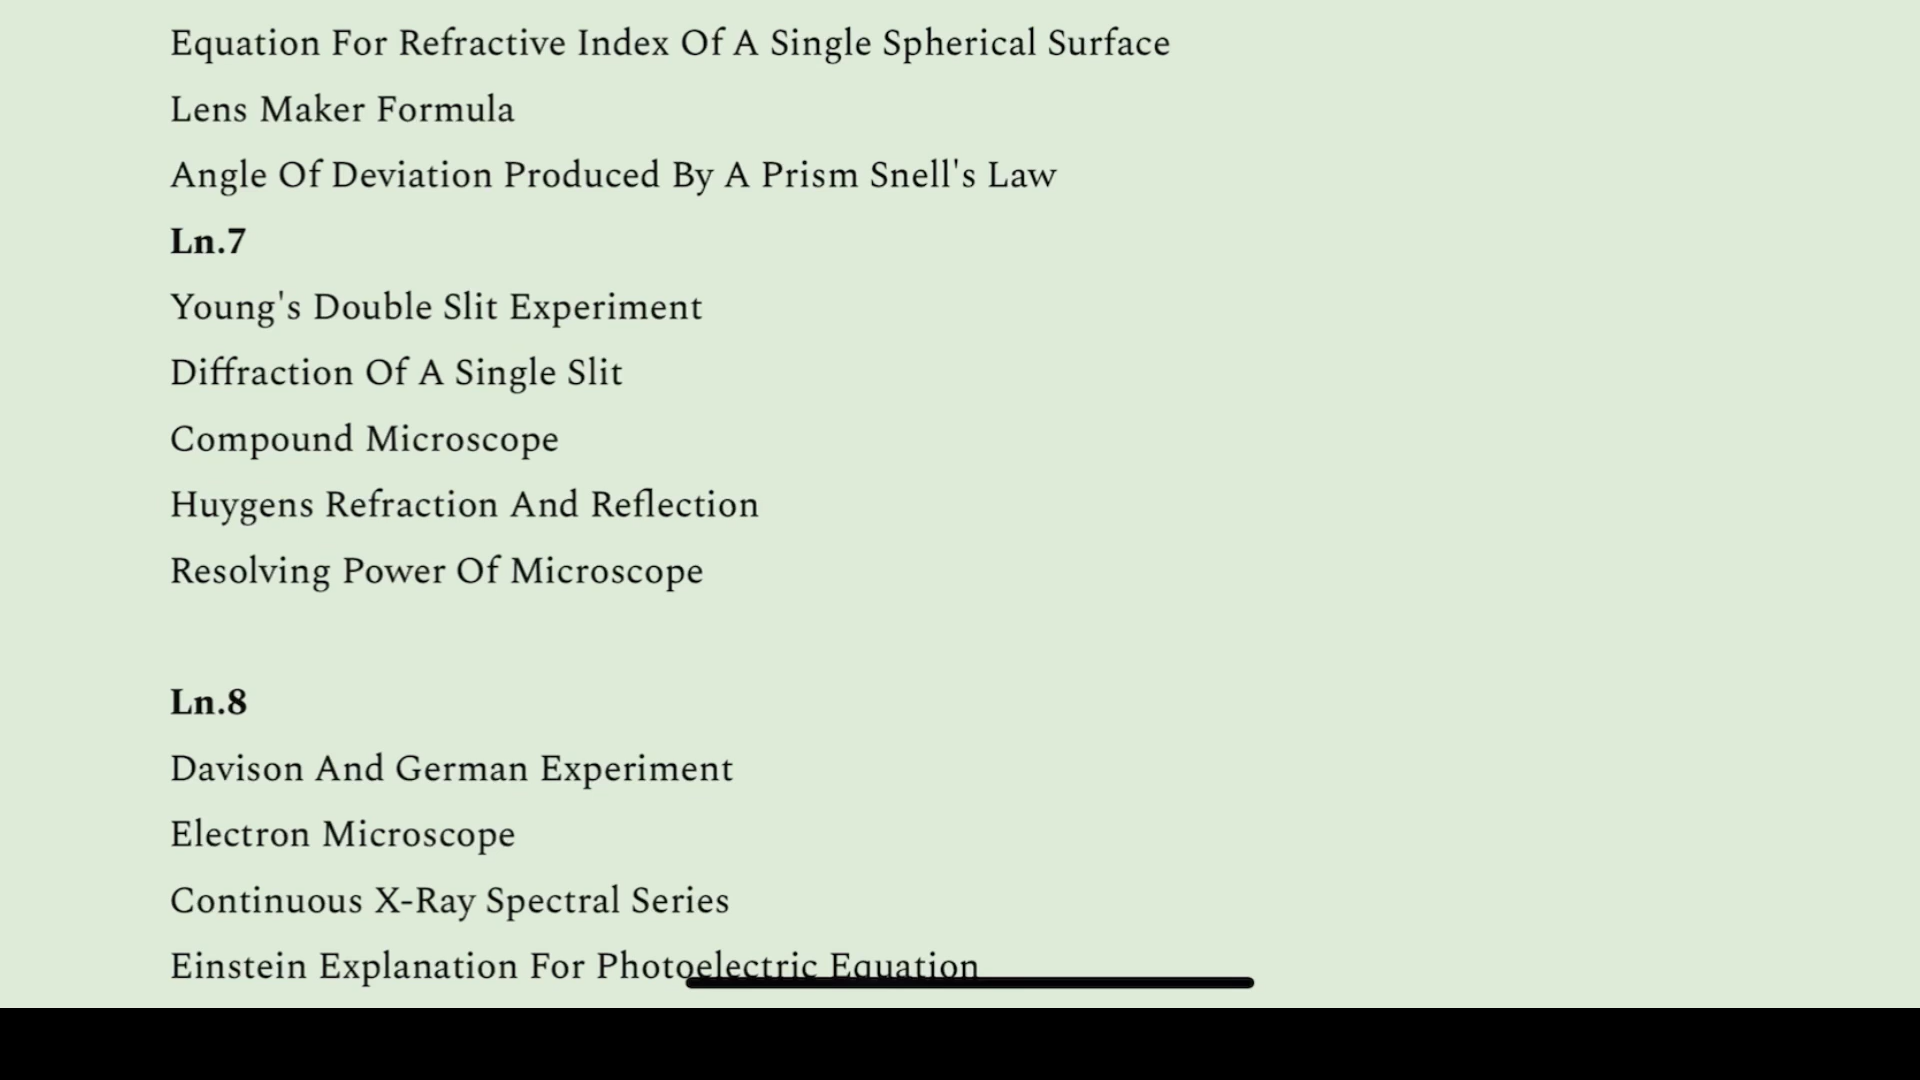 Equation For Refractive Index Of A Single Spherical Surface
Lens Maker Formula
Angle Of Deviation Produced By A Prism Snell's Law
Ln.7
Young's Double Slit Experiment
Diffraction Of A Single Slit
Compound Microscope
Huygens Refraction And Reflection
Resolving Power Of Microscope
Ln.8
Davison And German Experiment
Electron Microscope
Continuous X-Ray Spectral Series
Einstein Explanation For Photoelectric Equation